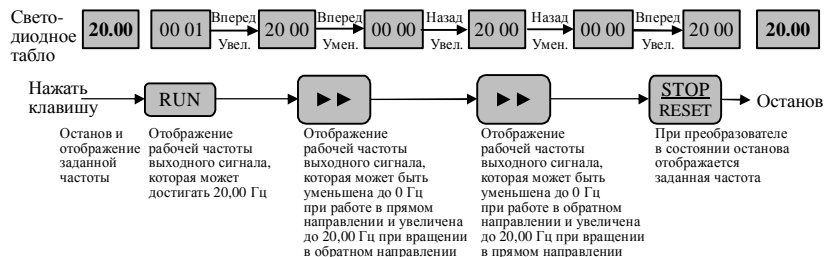 Свето-
диодное
табло
20.00 00 01 Вперед Увел. 20 00 Вперед Умен. 00 00 Назад Увел. 20 00 Назад Умен. 00 00 Вперед Увел. 20 00 20.00
Нажать
клавишу
RUN ►► ►► STOP
RESET
Останов
Останов и
отображение
заданной
частоты
Отображение
рабочей частоты
выходного сигнала,
которая может
достигать 20,00 Гц
Отображение
рабочей частоты
выходного сигнала,
которая может быть
уменьшена до 0 Гц
при работе в прямом
направлении и увеличена
до 20,00 Гц при вращении
в обратном направлении
Отображение
рабочей частоты
выходного сигнала,
которая может быть
уменьшена до 0 Гц
при работе в обратном
направлении и увеличена
до 20,00 Гц при вращении
в прямом направлении
При преобразователе
в состоянии останова
отображается
заданная частота